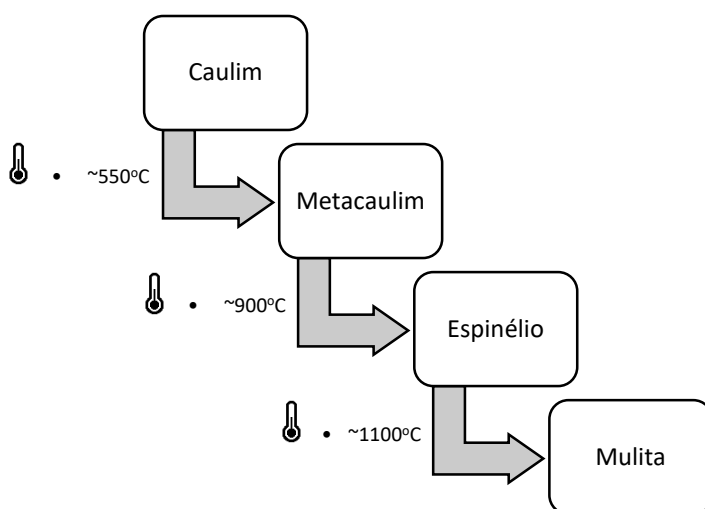 Caulim
• ~550ºC
Metacaulim
• ~900ºC
Espinélio
• ~1100ºC
Mulita